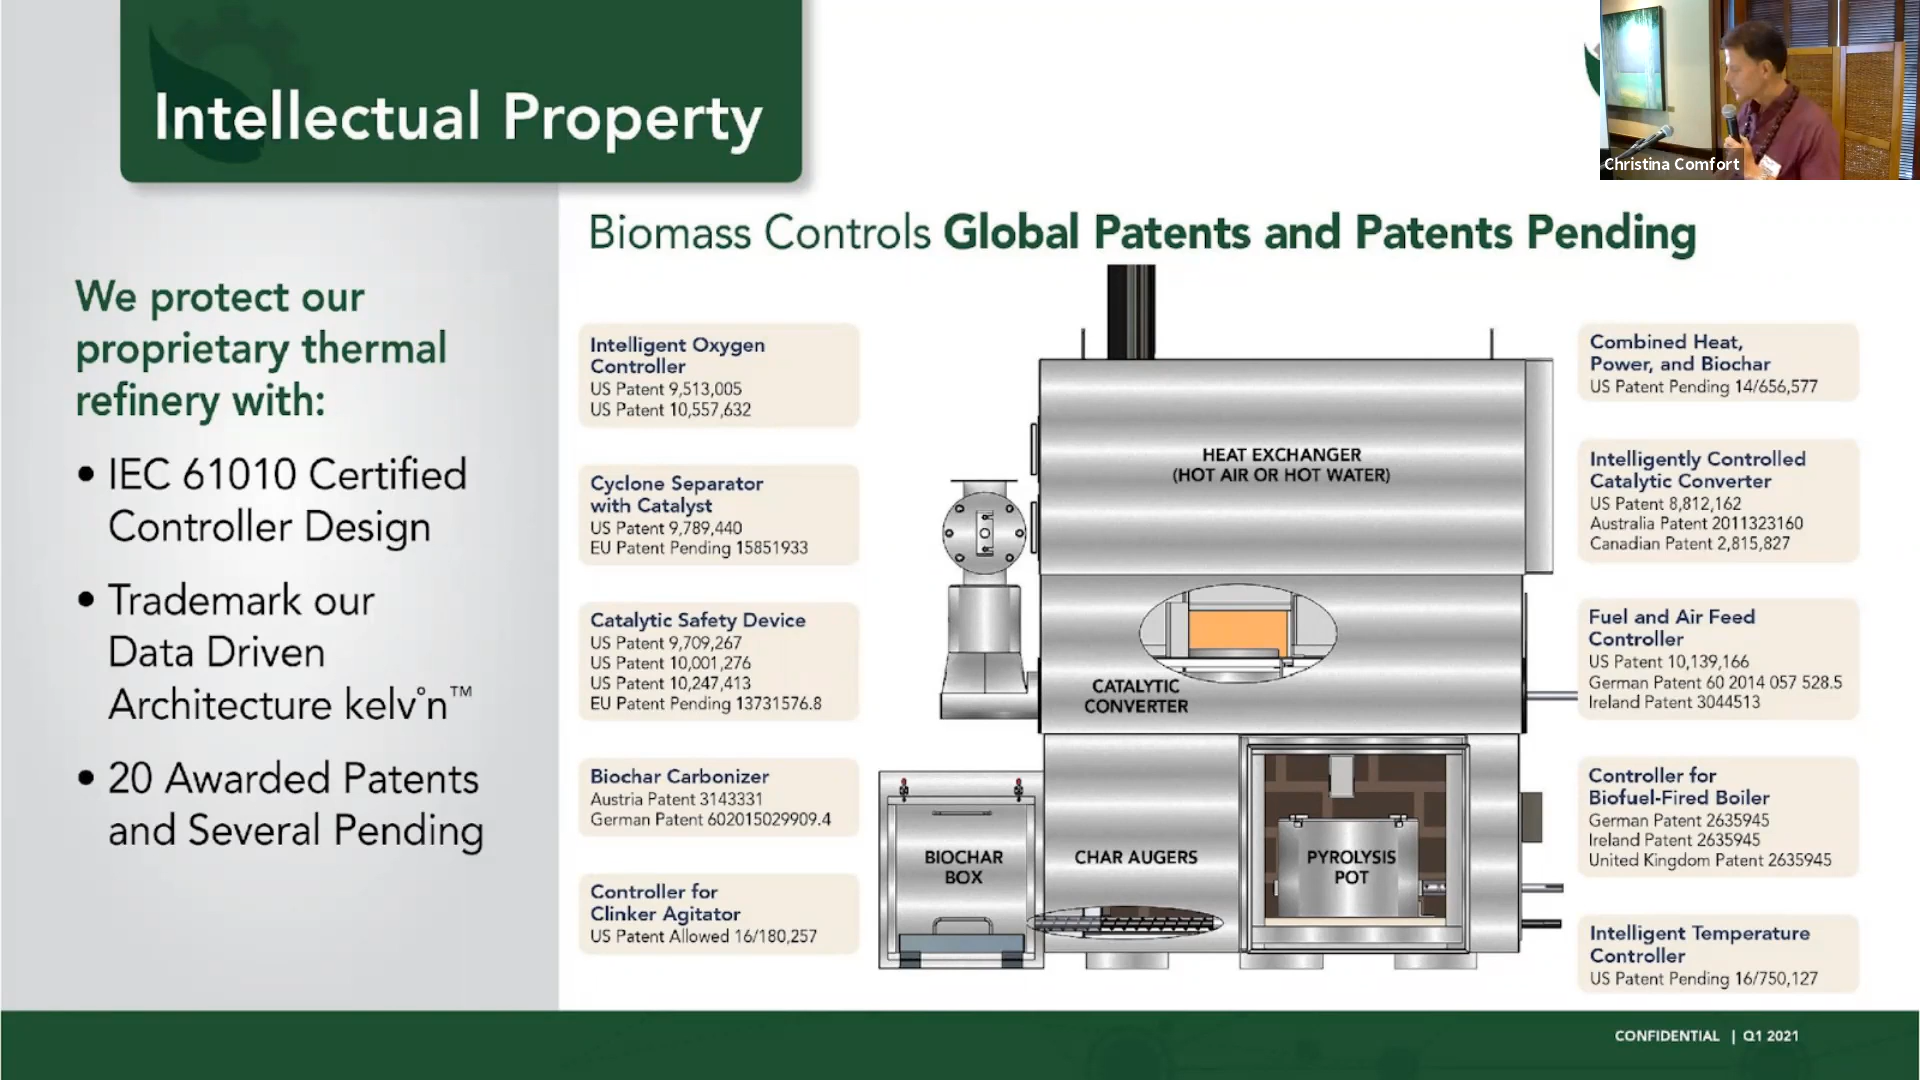 Intellectual Property
Christina Comfort
Biomass Controls Global Patents and Patents Pending
We protect our
proprietary thermal
refinery with:
• IEC 61010 Certified
Controller Design
• Trademark our
Data Driven
Architecture kelv°n™
• 20 Awarded Patents
and Several Pending
Intelligent Oxygen
Controller
US Patent 9,513,005
US Patent 10,557,632
Cyclone Separator
with Catalyst
US Patent 9,789,440
EU Patent Pending 15851933
Catalytic Safety Device
US Patent 9,709,267
US Patent 10,001,276
US Patent 10,247,413
EU Patent Pending 13731576.8
Biochar Carbonizer
Austria Patent 3143331
German Patent 602015029909.4
Controller for
Clinker Agitator
US Patent Allowed 16/180,257
HEAT EXCHANGER
(HOT AIR OR HOT WATER)
CATALYTIC
CONVERTER
BIOCHAR
BOX
CHAR AUGERS
PYROLYSIS
POT
Combined Heat,
Power, and Biochar
US Patent Pending 14/656,577
Intelligently Controlled
Catalytic Converter
US Patent 8,812,162
Australia Patent 2011323160
Canadian Patent 2,815,827
Fuel and Air Feed
Controller
US Patent 10,139,166
German Patent 60 2014 057 528.5
Ireland Patent 3044513
Controller for
Biofuel-Fired Boiler
German Patent 2635945
Ireland Patent 2635945
United Kingdom Patent 2635945
Intelligent Temperature
Controller
US Patent Pending 16/750,127
CONFIDENTIAL | Q1 2021